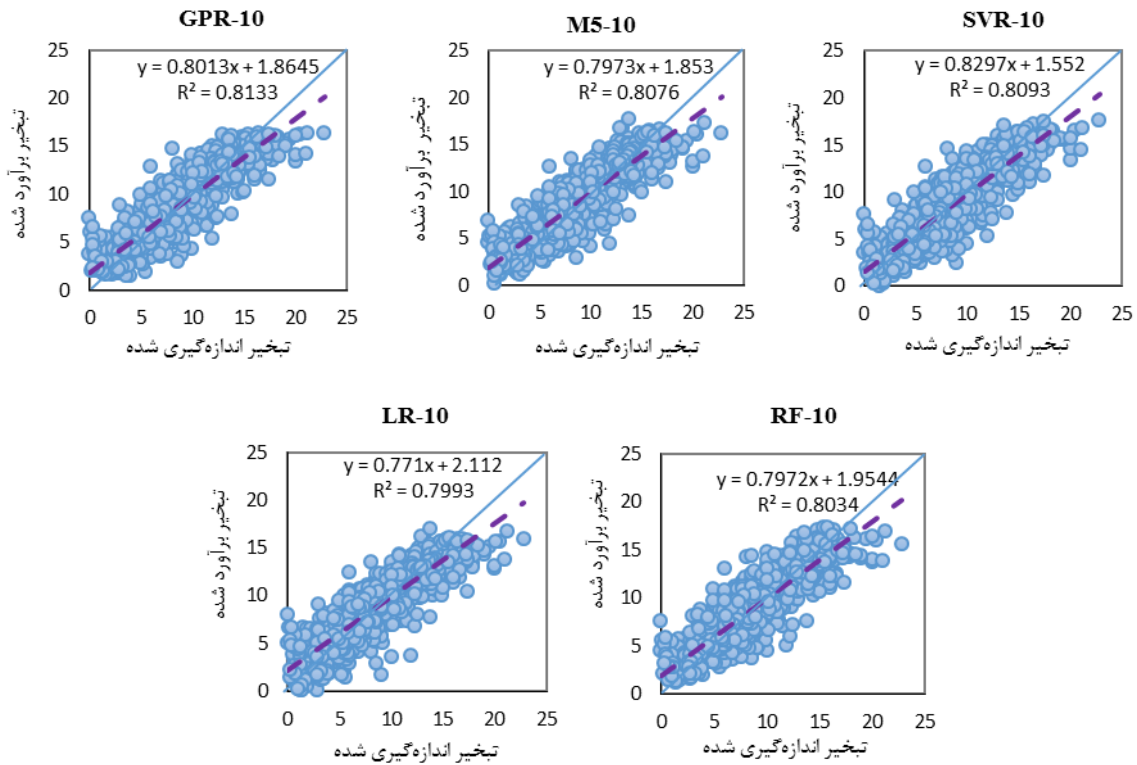 GPR-10
y = 0.8013x + 1.8645
R² = 0.8133
25
20
15
10
5
0
0 5 10 15 20 25
تبخیر برآورد شده
تبخیر اندازه‌گیری شده
M5-10
y = 0.7973x + 1.853
R² = 0.8076
25
20
15
10
5
0
0 5 10 15 20 25
تبخیر برآورد شده
تبخیر اندازه‌گیری شده
SVR-10
y = 0.8297x + 1.552
R² = 0.8093
25
20
15
10
5
0
0 5 10 15 20 25
تبخیر برآورد شده
تبخیر اندازه‌گیری شده
LR-10
y = 0.771x + 2.112
R² = 0.7993
25
20
15
10
5
0
0 5 10 15 20 25
تبخیر برآورد شده
تبخیر اندازه‌گیری شده
RF-10
y = 0.7972x + 1.9544
R² = 0.8034
25
20
15
10
5
0
0 5 10 15 20 25
تبخیر برآورد شده
تبخیر اندازه‌گیری شده